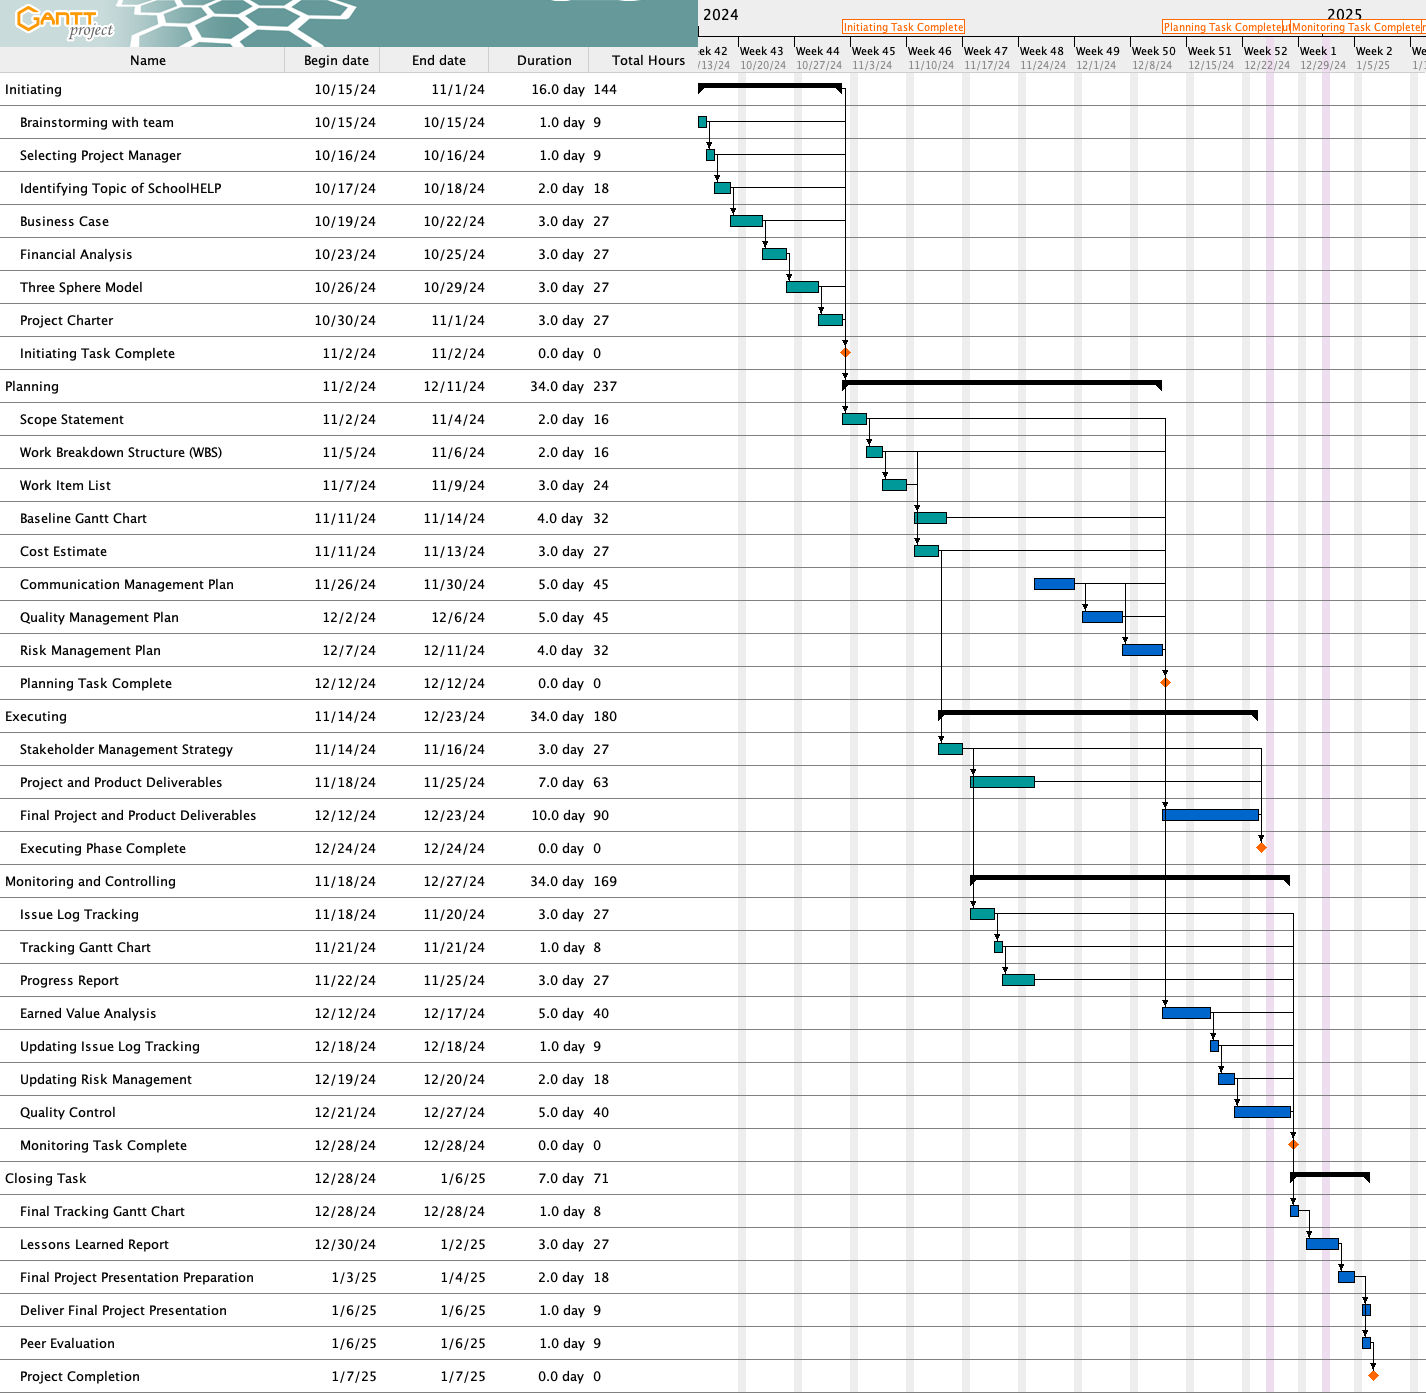 GANTT
project
2024
2025
Initiating Task Complete
Planning Task Complete
Monitoring Task Complete
Name Begin date End date Duration Total Hours
ek 42 Week 43 Week 44 Week 45 Week 46 Week 47 Week 48 Week 49 Week 50 Week 51 Week 52 Week 1 Week 2 We
/13/24 10/20/24 10/27/24 11/3/24 11/10/24 11/17/24 11/24/24 12/1/24 12/8/24 12/15/24 12/22/24 12/29/24 1/5/25 1/1
Initiating 10/15/24 11/1/24 16.0 day 144
Brainstorming with team 10/15/24 10/15/24 1.0 day 9
Selecting Project Manager 10/16/24 10/16/24 1.0 day 9
Identifying Topic of SchoolHELP 10/17/24 10/18/24 2.0 day 18
Business Case 10/19/24 10/22/24 3.0 day 27
Financial Analysis 10/23/24 10/25/24 3.0 day 27
Three Sphere Model 10/26/24 10/29/24 3.0 day 27
Project Charter 10/30/24 11/1/24 3.0 day 27
Initiating Task Complete 11/2/24 11/2/24 0.0 day 0
Planning 11/2/24 12/11/24 34.0 day 237
Scope Statement 11/2/24 11/4/24 2.0 day 16
Work Breakdown Structure (WBS) 11/5/24 11/6/24 2.0 day 16
Work Item List 11/7/24 11/9/24 3.0 day 24
Baseline Gantt Chart 11/11/24 11/14/24 4.0 day 32
Cost Estimate 11/11/24 11/13/24 3.0 day 27
Communication Management Plan 11/26/24 11/30/24 5.0 day 45
Quality Management Plan 12/2/24 12/6/24 5.0 day 45
Risk Management Plan 12/7/24 12/11/24 4.0 day 32
Planning Task Complete 12/12/24 12/12/24 0.0 day 0
Executing 11/14/24 12/23/24 34.0 day 180
Stakeholder Management Strategy 11/14/24 11/16/24 3.0 day 27
Project and Product Deliverables 11/18/24 11/25/24 7.0 day 63
Final Project and Product Deliverables 12/12/24 12/23/24 10.0 day 90
Executing Phase Complete 12/24/24 12/24/24 0.0 day 0
Monitoring and Controlling 11/18/24 12/27/24 34.0 day 169
Issue Log Tracking 11/18/24 11/20/24 3.0 day 27
Tracking Gantt Chart 11/21/24 11/21/24 1.0 day 8
Progress Report 11/22/24 11/25/24 3.0 day 27
Earned Value Analysis 12/12/24 12/17/24 5.0 day 40
Updating Issue Log Tracking 12/18/24 12/18/24 1.0 day 9
Updating Risk Management 12/19/24 12/20/24 2.0 day 18
Quality Control 12/21/24 12/27/24 5.0 day 40
Monitoring Task Complete 12/28/24 12/28/24 0.0 day 0
Closing Task 12/28/24 1/6/25 7.0 day 71
Final Tracking Gantt Chart 12/28/24 12/28/24 1.0 day 8
Lessons Learned Report 12/30/24 1/2/25 3.0 day 27
Final Project Presentation Preparation 1/3/25 1/4/25 2.0 day 18
Deliver Final Project Presentation 1/6/25 1/6/25 1.0 day 9
Peer Evaluation 1/6/25 1/6/25 1.0 day 9
Project Completion 1/7/25 1/7/25 0.0 day 0